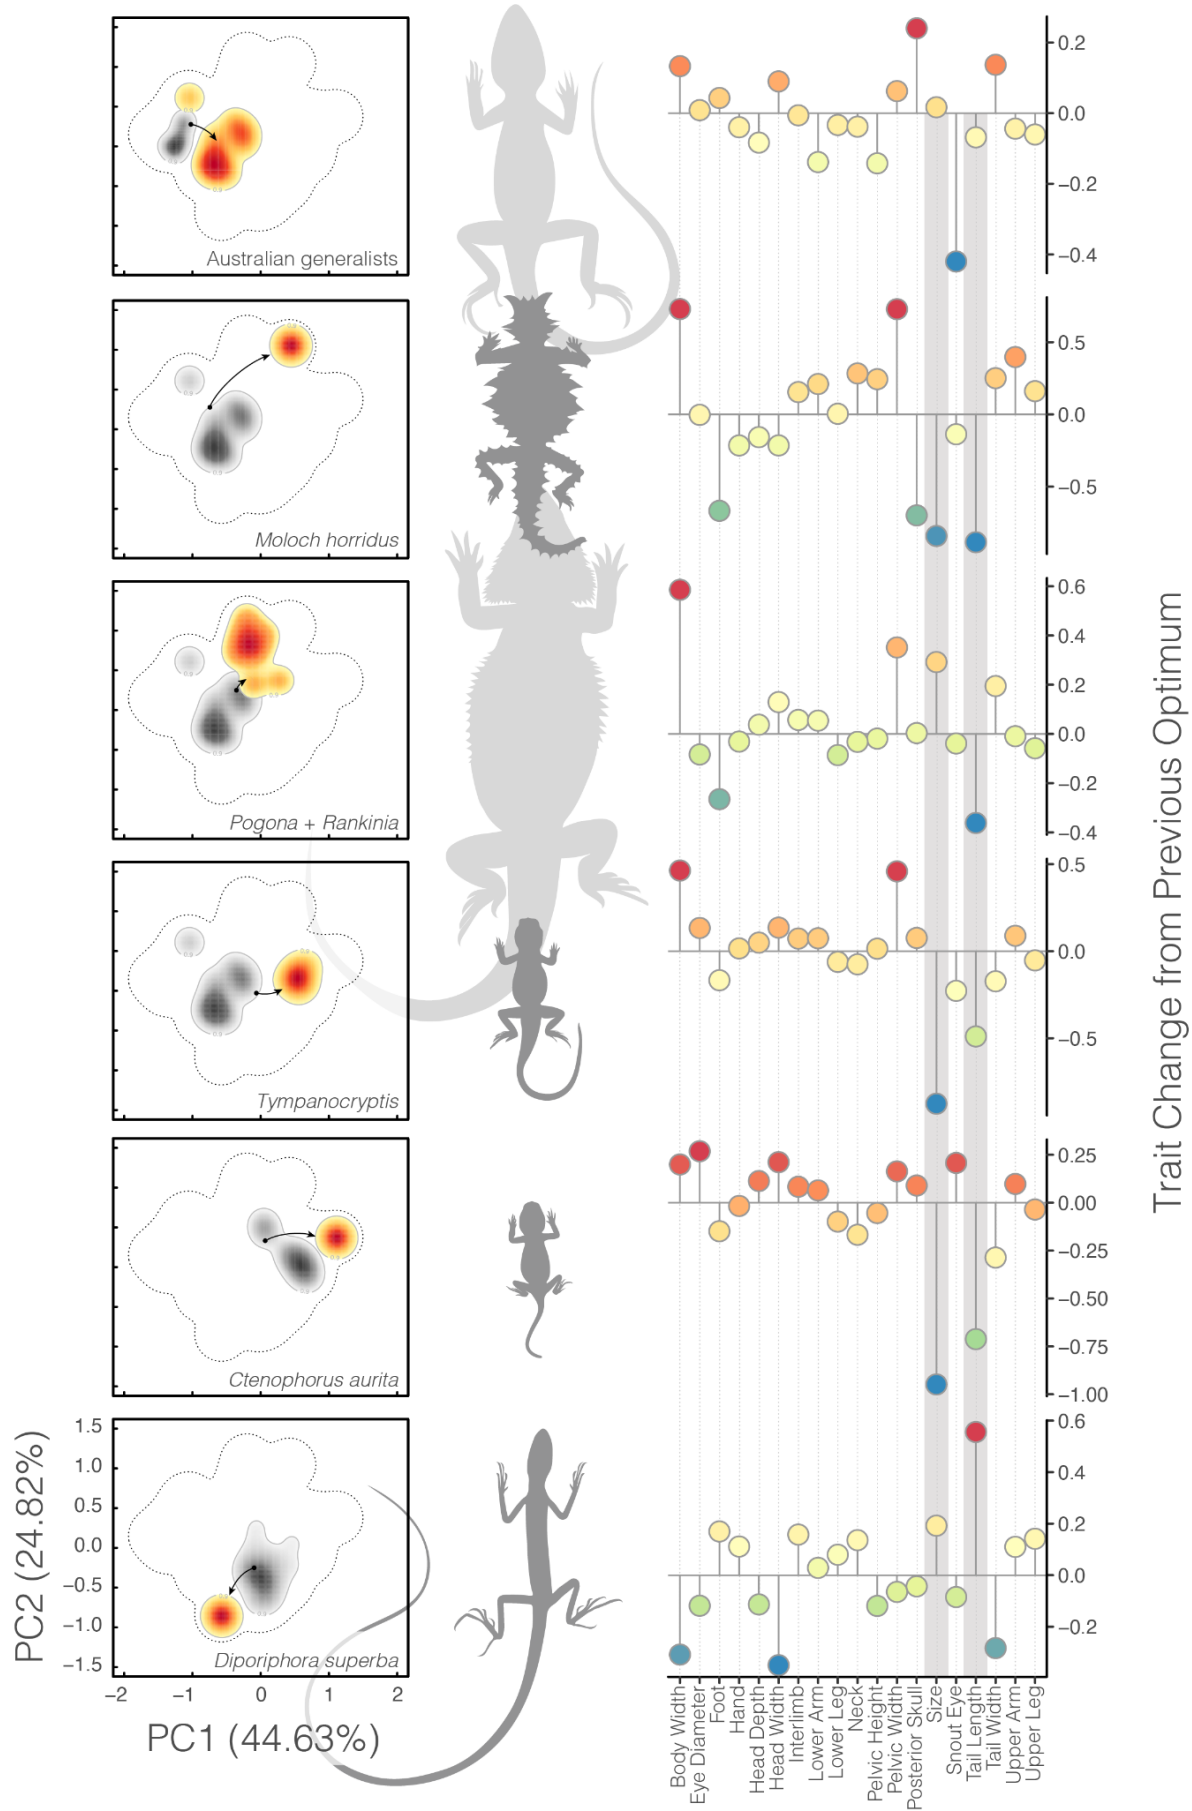 Australian generalists
0.2
0.0
−0.2
−0.4
Moloch horridus
0.5
0.0
−0.5
Pogona + Rankinia
0.6
0.4
0.2
0.0
−0.2
−0.4
Tympanocryptis
0.5
0.0
−0.5
Ctenophorus aurita
0.25
0.00
−0.25
−0.50
−0.75
−1.00
Diporiphora superba
1.5
1.0
0.5
0.0
−0.5
−1.0
−1.5
−2
−1
0
1
2
PC1 (44.63%)
PC2 (24.82%)
0.6
0.4
0.2
0.0
−0.2
Body Width
Eye Diameter
Foot
Hand
Head Depth
Head Width
Interlimb
Lower Arm
Lower Leg
Neck
Pelvic Height
Pelvic Width
Posterior Skull
Size
Snout Eye
Tail Length
Tail Width
Upper Arm
Upper Leg
Trait Change from Previous Optimum